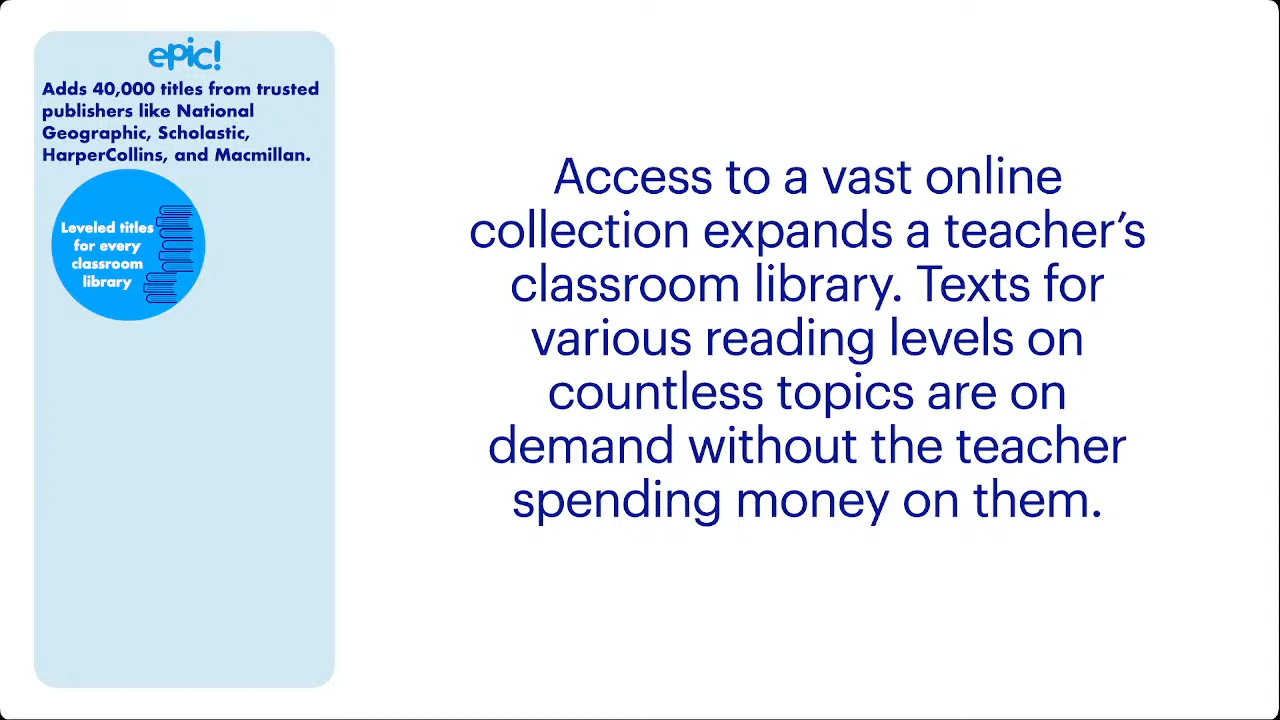 epic!
Adds 40,000 titles from trusted
publishers like National
Geographic, Scholastic,
HarperCollins, and Macmillan.
Leveled titles
for every
classroom
library
Access to a vast online
collection expands a teacher’s
classroom library. Texts for
various reading levels on
countless topics are on
demand without the teacher
spending money on them.